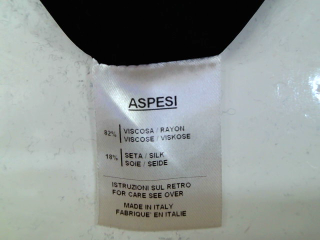 ASPESI
82% VISCOSA / RAYON
VISCOSE / VISKOSE
18% SETA / SILK
SOIE / SEIDE
ISTRUZIONI SUL RETRO
FOR CARE SEE OVER
MADE IN ITALY
FABRIQUE' EN ITALIE